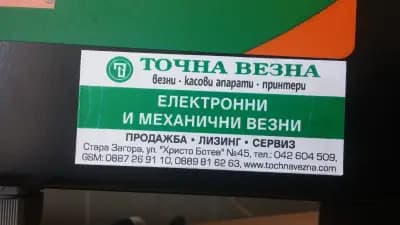 ТОЧНА ВЕЗНА
везни · касови апарати · принтери
ЕЛЕКТРОННИ
И МЕХАНИЧНИ ВЕЗНИ
ПРОДАЖБА · ЛИЗИНГ · СЕРВИЗ
Стара Загора, ул. "Христо Ботев" №45, тел.: 042 604 509,
GSM: 0887 26 91 10, 0889 81 62 63, www.tochnavezna.com